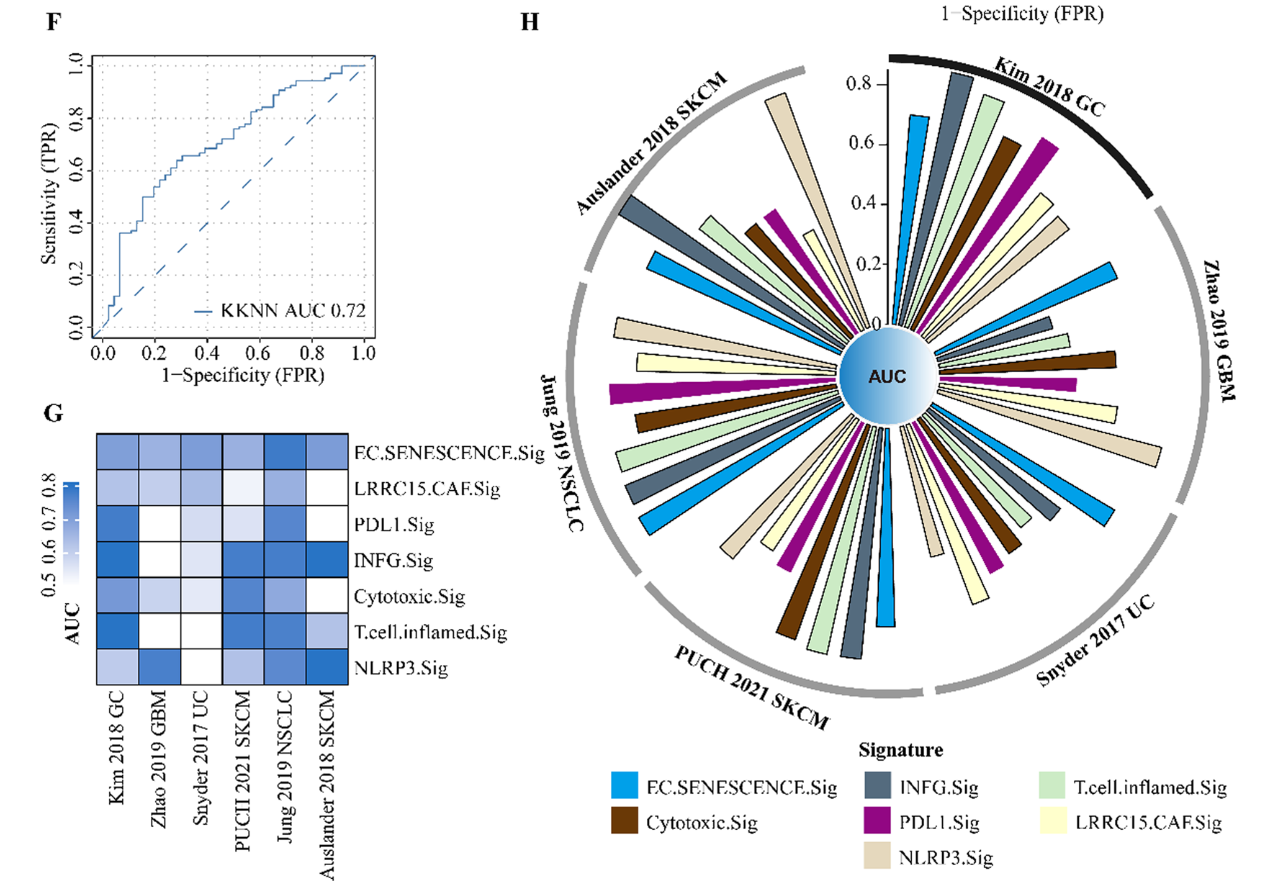 F
Sensitivity (TPR)
1.0
0.8
0.6
0.4
0.2
0.0
KKNN AUC 0.72
0.0 0.2 0.4 0.6 0.8 1.0
1−Specificity (FPR)
G
AUC
0.5 0.6 0.7 0.8
EC.SENESCENCE.Sig
LRRC15.CAF.Sig
PDL1.Sig
INFG.Sig
Cytotoxic.Sig
T.cell.inflamed.Sig
NLRP3.Sig
Kim 2018 GC
Zhao 2019 GBM
Snyder 2017 UC
PUCH 2021 SKCM
Jung 2019 NSCLC
Auslander 2018 SKCM
H
1−Specificity (FPR)
0.8
0.6
0.4
0.2
0
AUC
Kim 2018 GC
Zhao 2019 GBM
Snyder 2017 UC
PUCH 2021 SKCM
Jung 2019 NSCLC
Auslander 2018 SKCM
Signature
EC.SENESCENCE.Sig
INFG.Sig
T.cell.inflamed.Sig
Cytotoxic.Sig
PDL1.Sig
LRRC15.CAF.Sig
NLRP3.Sig